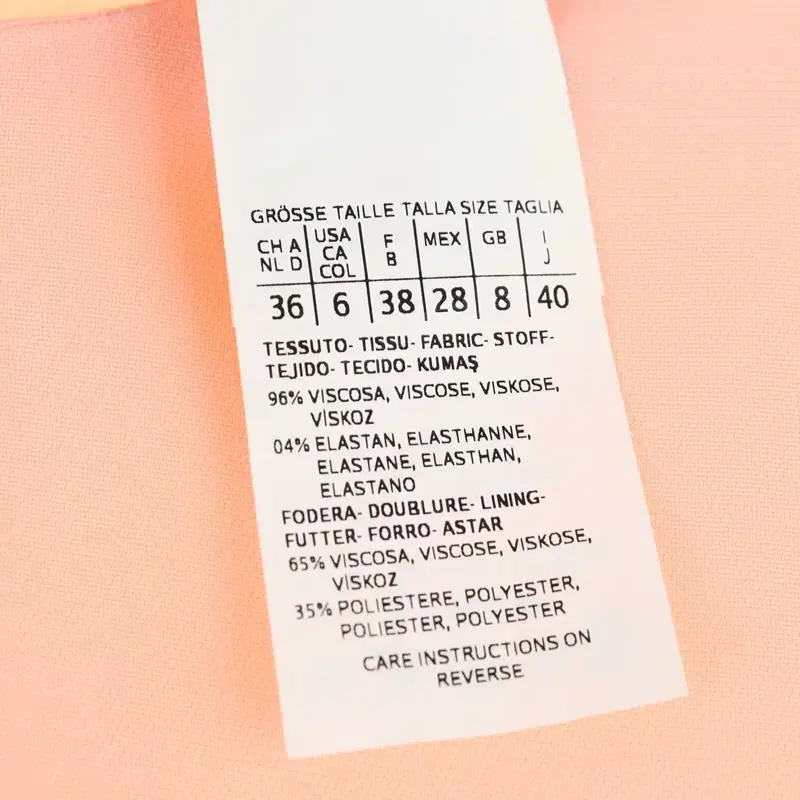 GRÖSSE TAILLE TALLA SIZE TAGLIA
CH A USA F MEX GB I
NL D CA B J
COL
36 6 38 28 8 40
TESSUTO- TISSU- FABRIC- STOFF-
TEJIDO- TECIDO- KUMAŞ
96% VISCOSA, VISCOSE, VISKOSE,
VİSKOZ
04% ELASTAN, ELASTHANNE,
ELASTANE, ELASTHAN,
ELASTANO
FODERA- DOUBLURE- LINING-
FUTTER- FORRO- ASTAR
65% VISCOSA, VISCOSE, VISKOSE,
VİSKOZ
35% POLIESTERE, POLYESTER,
POLIESTER, POLYESTER
CARE INSTRUCTIONS ON
REVERSE